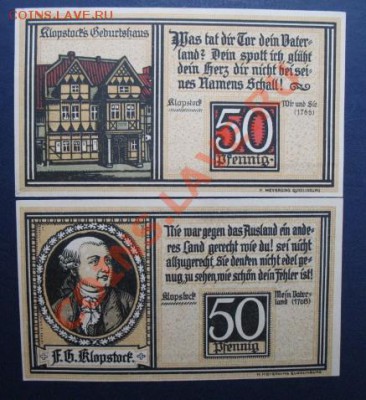 COINS.LAVE.RU
Klopstock's Geburtshaus
Was tat dir Tor dein Vater-
land? Dein spott ich glüht
dein Herz dir nicht bei sei-
nes Namens Schall!
Klopstock
Wir und Sie
(1766)
50
Pfennig
F. G. Klopstock.
Nie war gegen das Ausland ein ande-
res Land gerecht wie du! sei nicht
allzugerecht, Sie denken nicht edel ge-
nug zu sehen, wie schön dein Fehler ist!
Klopstock
Mein Vater-
land (1768)
50
Pfennig